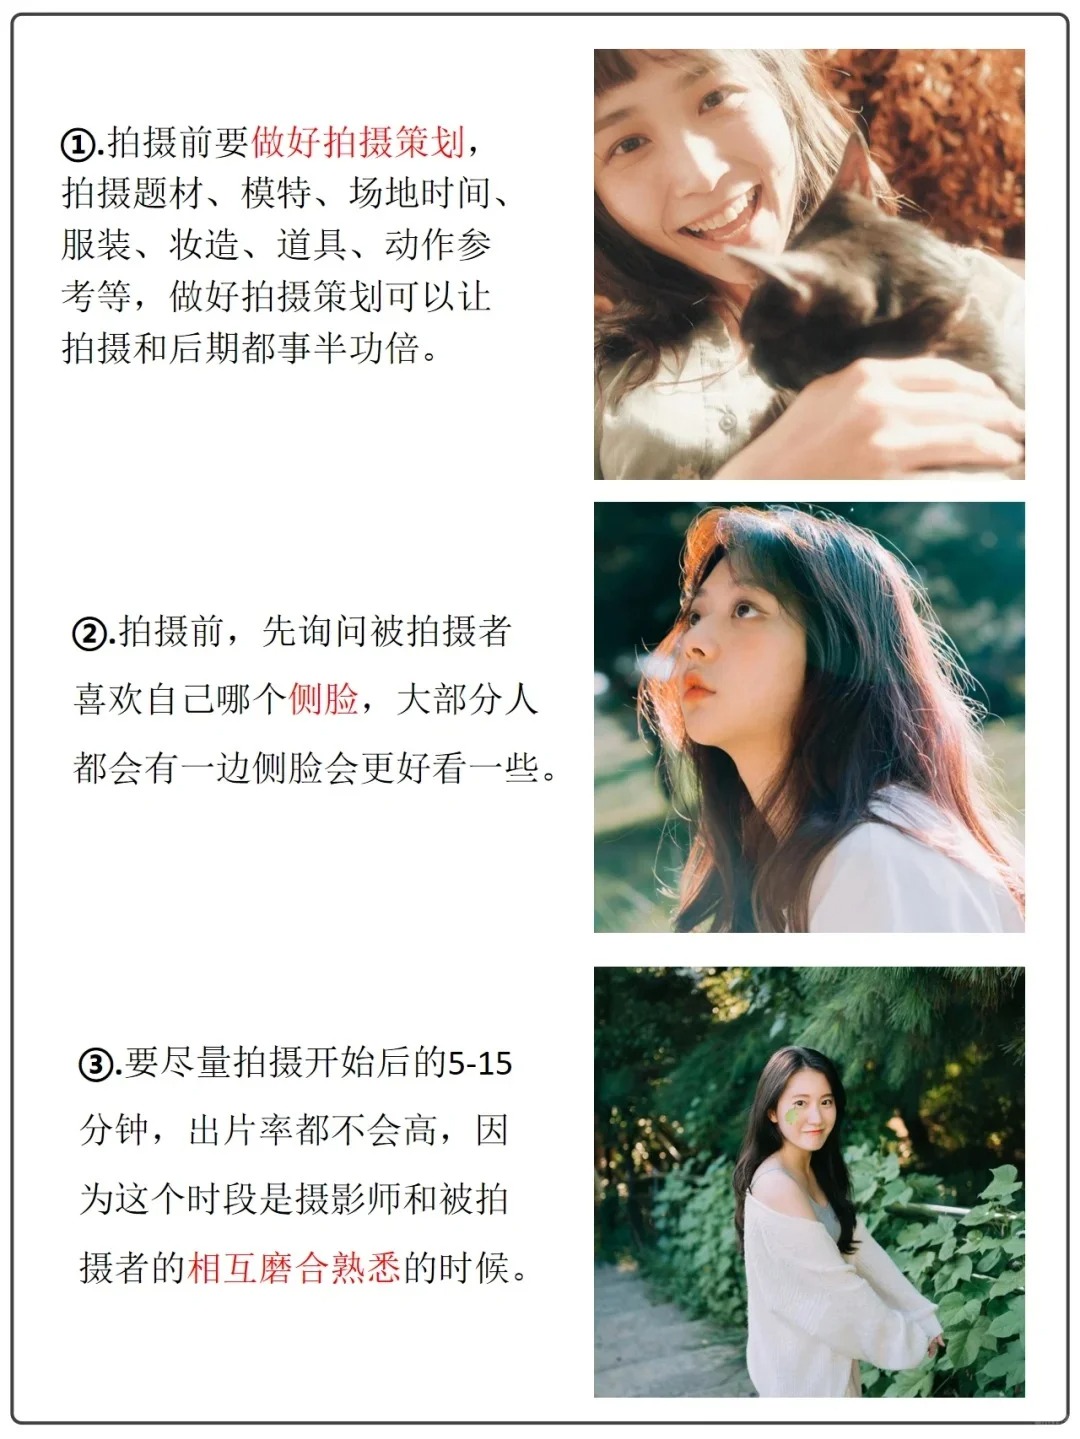 ①.拍摄前要做好拍摄策划，
拍摄题材、模特、场地时间、
服装、妆造、道具、动作参
考等，做好拍摄策划可以让
拍摄和后期都事半功倍。
②.拍摄前，先询问被拍摄者
喜欢自己哪个侧脸，大部分人
都会有一边侧脸会更好看一些。
③.要尽量拍摄开始后的5-15
分钟，出片率都不会高，因
为这个时段是摄影师和被拍
摄者的相互磨合熟悉的时候。